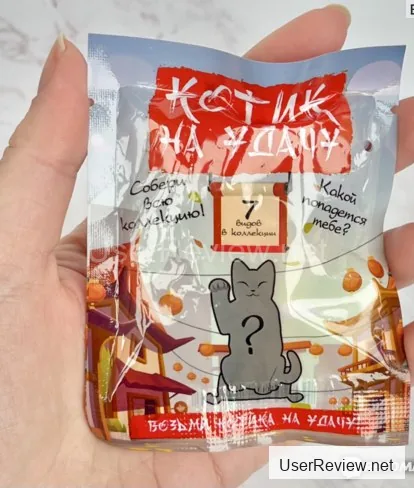 КОТИК
НА УДАЧУ
Собери
всю
коллекцию!
7
видов
в коллекции
Какой
попадется
тебе?
?
ВОЗЬМИ КОТИКА НА УДАЧУ!
UserReview.net